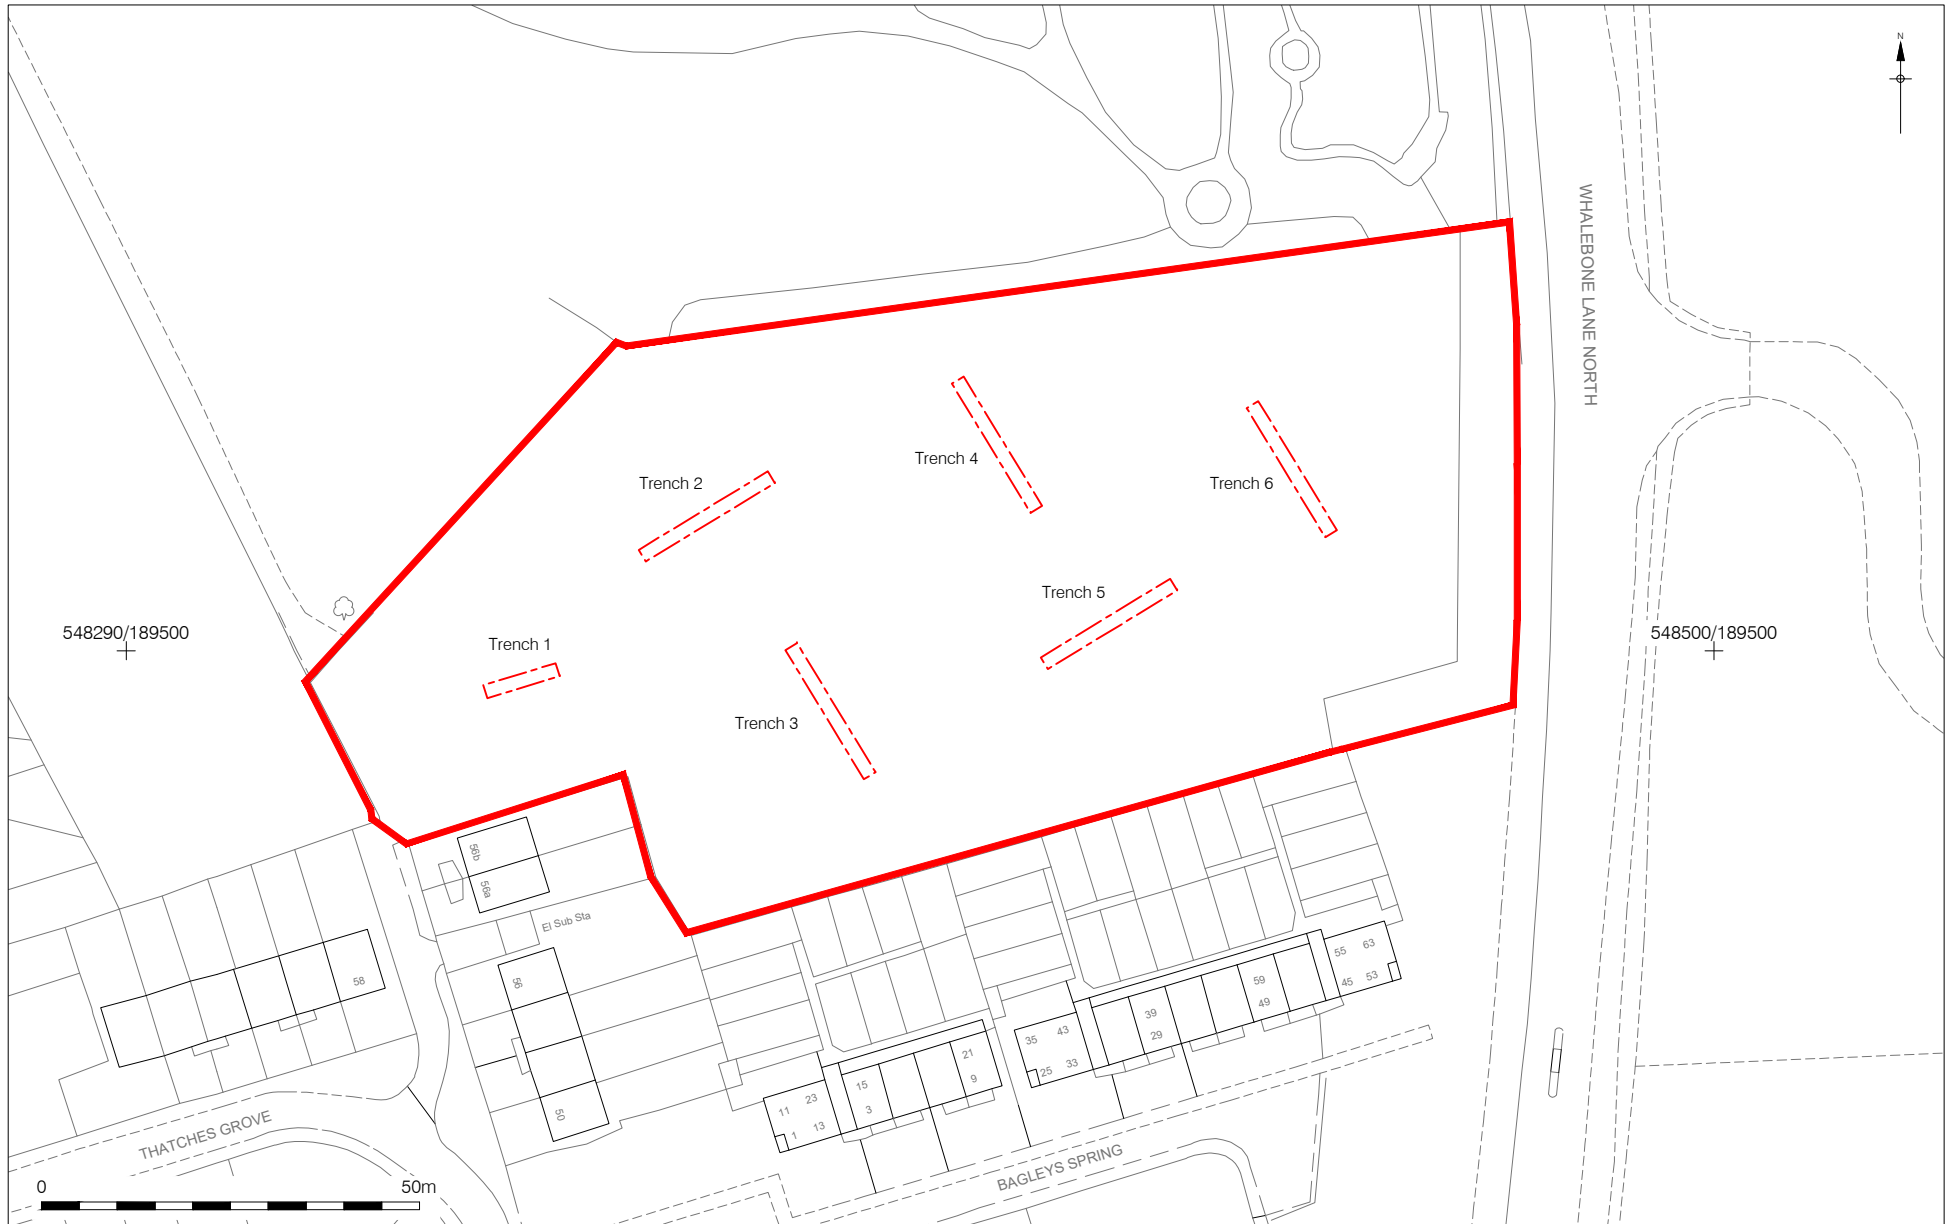 N
WHALEBONE LANE NORTH
Trench 4
Trench 2
Trench 6
Trench 5
548290/189500
548500/189500
Trench 1
Trench 3
56b
56a
El Sub Sta
58
56
50
55
63
45
53
59
49
39
29
35
43
25
33
21
9
15
3
11
23
1
13
THATCHES GROVE
BAGLEYS SPRING
0
50m